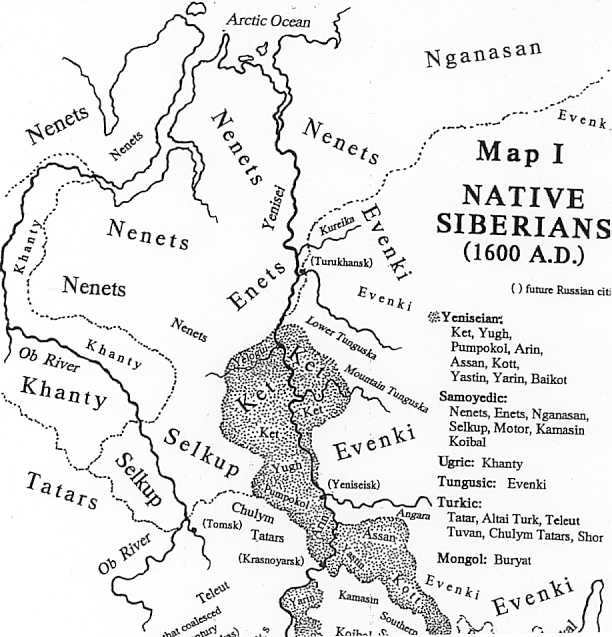 Arctic Ocean
Nganasan
Evenki
Nenets
Nenets
Nenets
Nenets
Map I
NATIVE
SIBERIANS
(1600 A.D.)
( ) future Russian citi
Khanty
Nenets
Yenisei
Kureika
Evenki
(Turukhansk)
Enets
Evenki
Nenets
Nenets
Lower Tunguska
Khanty
Ob River
Khanty
Ket
Ket
Mountain Tunguska
Ket
Ket
Selkup
Evenki
Yugh
Selkup
Tatars
Pumpokol
(Yeniseisk)
Angara
Chulym
Tatars
(Tomsk)
Assan
(Krasnoyarsk)
Ob River
Kott
Evenki
Evenki
Teleut
Yarin
Kamasin
Southern
that coalesced
Koibal
Yeniseian:
Ket, Yugh,
Pumpokol, Arin,
Assan, Kott,
Yastin, Yarin, Baikot
Samoyedic:
Nenets, Enets, Nganasan,
Selkup, Motor, Kamasin
Koibal
Ugric: Khanty
Tungusic: Evenki
Turkic:
Tatar, Altai Turk, Teleut
Tuvan, Chulym Tatars, Shor
Mongol: Buryat